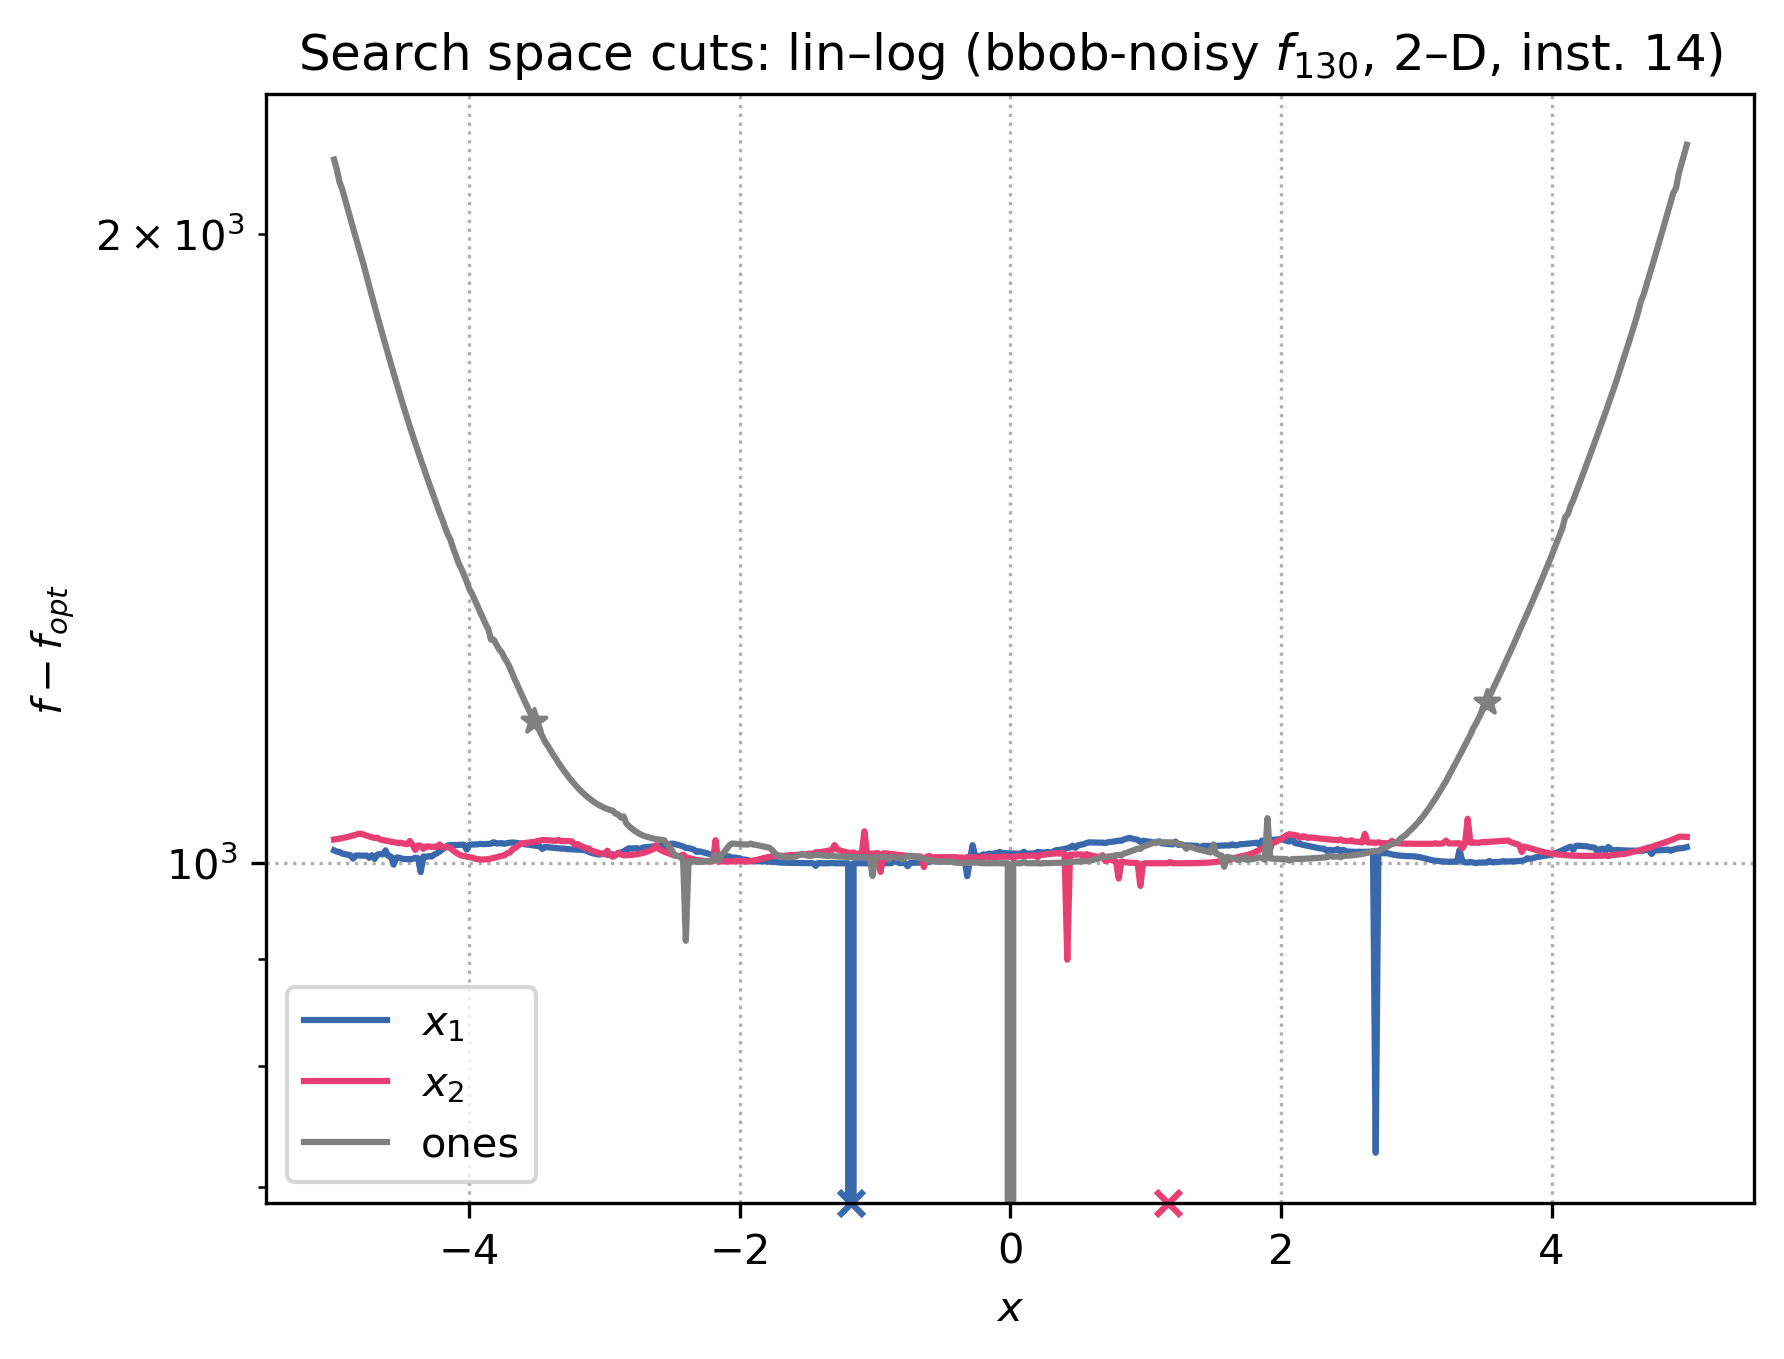 Search space cuts: lin–log (bbob-noisy f₁₃₀, 2–D, inst. 14)
2 × 10³
10³
f − fₒₚₜ
x₁
x₂
ones
−4 −2 0 2 4
x